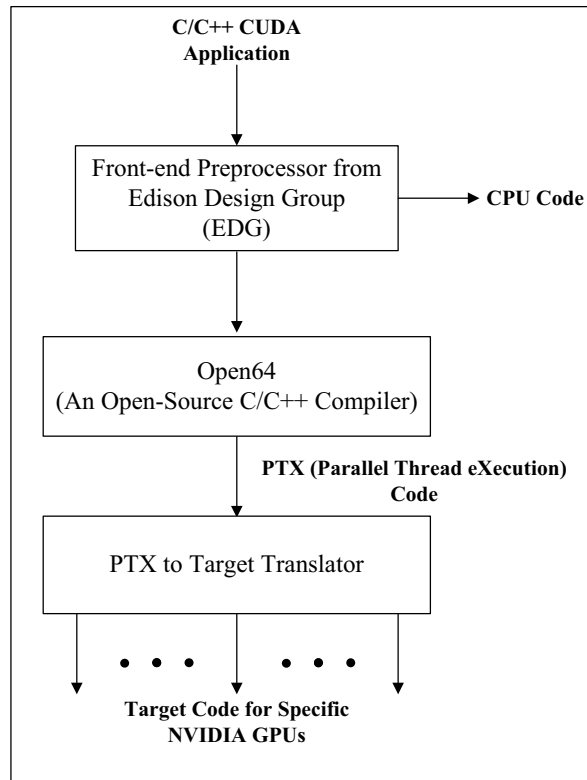 C/C++ CUDA
Application
Front-end Preprocessor from
Edison Design Group
(EDG)
CPU Code
Open64
(An Open-Source C/C++ Compiler)
PTX (Parallel Thread eXecution)
Code
PTX to Target Translator
Target Code for Specific
NVIDIA GPUs